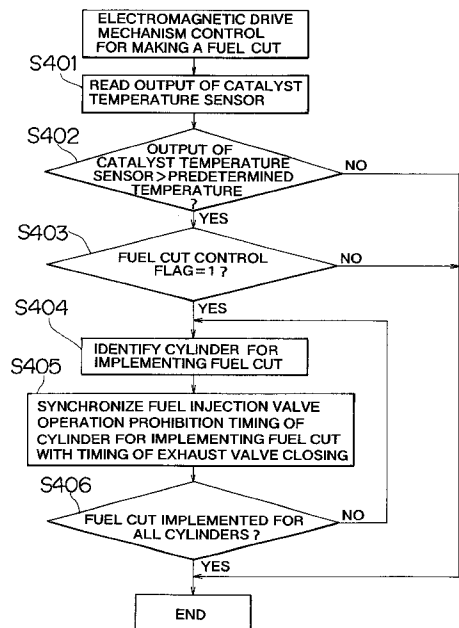 ELECTROMAGNETIC DRIVE
MECHANISM CONTROL
FOR MAKING A FUEL CUT
S401
READ OUTPUT OF CATALYST
TEMPERATURE SENSOR
S402
OUTPUT OF
CATALYST TEMPERATURE
SENSOR>PREDETERMINED
TEMPERATURE
?
NO
YES
S403
FUEL CUT CONTROL
FLAG=1?
NO
YES
S404
IDENTIFY CYLINDER FOR
IMPLEMENTING FUEL CUT
S405
SYNCHRONIZE FUEL INJECTION VALVE
OPERATION PROHIBITION TIMING OF
CYLINDER FOR IMPLEMENTING FUEL CUT
WITH TIMING OF EXHAUST VALVE CLOSING
S406
FUEL CUT IMPLEMENTED FOR
ALL CYLINDERS ?
NO
YES
END